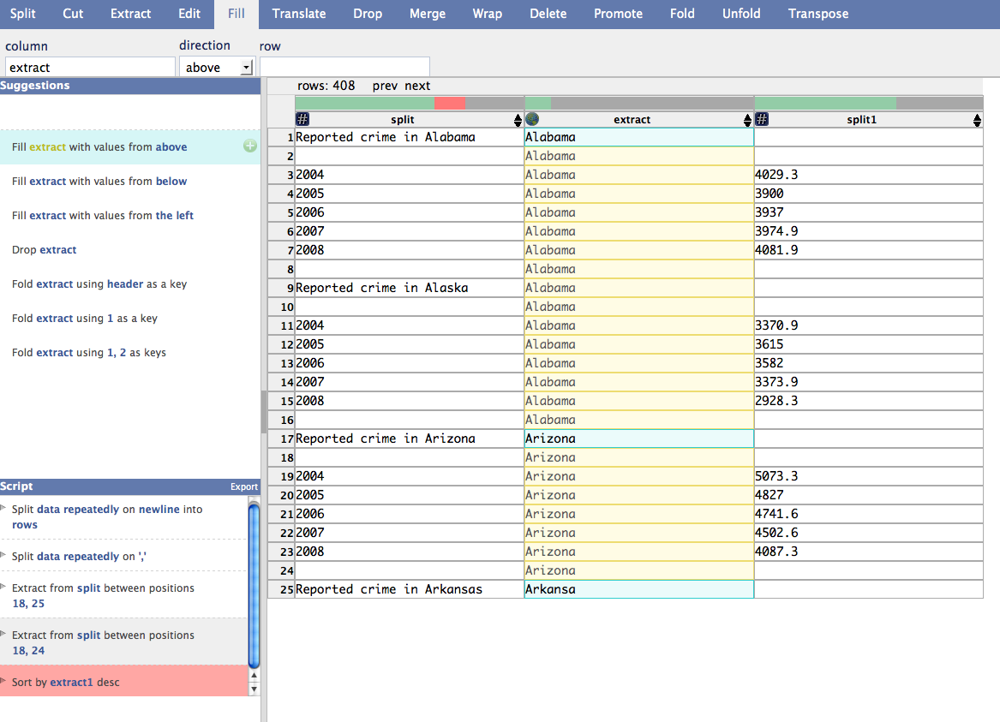 Split Cut Extract Edit Fill Translate Drop Merge Wrap Delete Promote Fold Unfold Transpose
column direction row
extract above
Suggestions
rows: 408 prev next
# split extract # split1
Fill extract with values from above
Fill extract with values from below
Fill extract with values from the left
Drop extract
Fold extract using header as a key
Fold extract using 1 as a key
Fold extract using 1, 2 as keys
1 Reported crime in Alabama Alabama
2 Alabama
3 2004 Alabama 4029.3
4 2005 Alabama 3900
5 2006 Alabama 3937
6 2007 Alabama 3974.9
7 2008 Alabama 4081.9
8 Alabama
9 Reported crime in Alaska Alabama
10 Alabama
11 2004 Alabama 3370.9
12 2005 Alabama 3615
13 2006 Alabama 3582
14 2007 Alabama 3373.9
15 2008 Alabama 2928.3
16 Alabama
17 Reported crime in Arizona Arizona
18 Arizona
19 2004 Arizona 5073.3
20 2005 Arizona 4827
21 2006 Arizona 4741.6
22 2007 Arizona 4502.6
23 2008 Arizona 4087.3
24 Arizona
25 Reported crime in Arkansas Arkansa
Script Export
Split data repeatedly on newline into
rows
Split data repeatedly on ','
Extract from split between positions
18, 25
Extract from split between positions
18, 24
Sort by extract1 desc